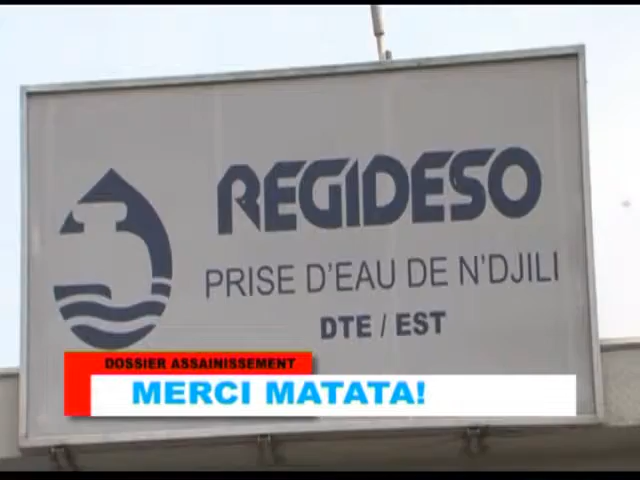 REGIDESO
PRISE D'EAU DE N'DJILI
DTE / EST
DOSSIER ASSAINISSEMENT
MERCI MATATA!